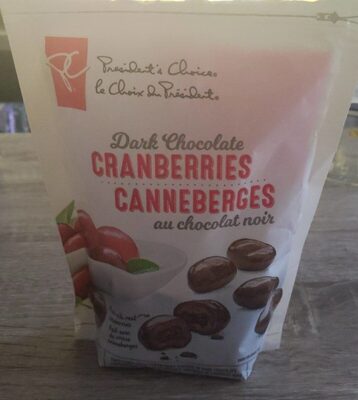 PC
President's Choice
le Choix du Président
Dark Chocolate
CRANBERRIES
CANNEBERGES
au chocolat noir